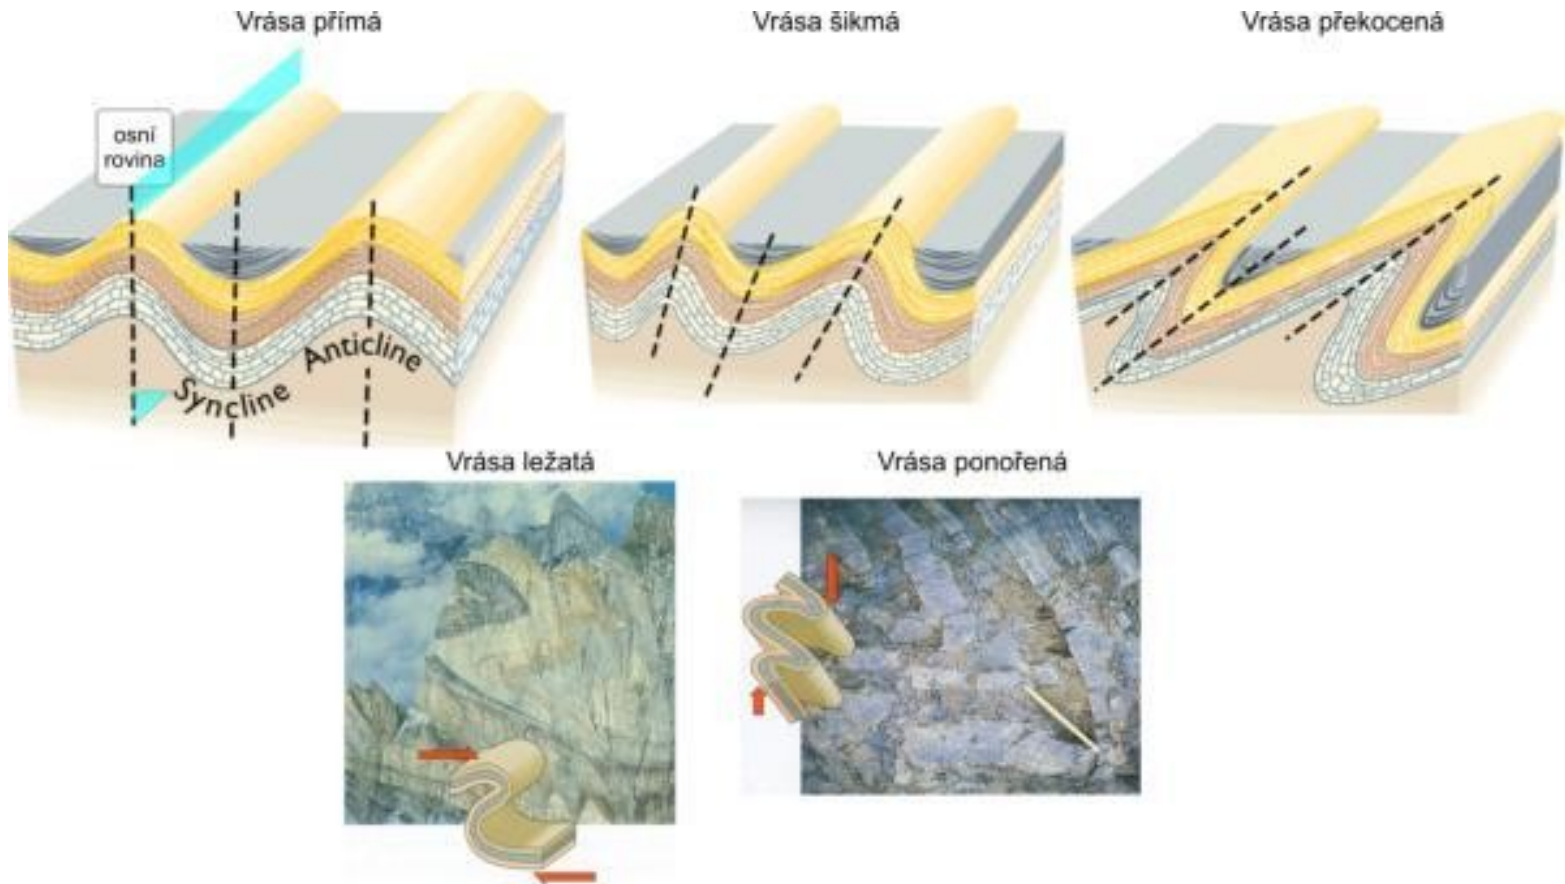 Vrása přímá
Vrása šikmá
Vrása překocená
osní
rovina
Anticline
Syncline
Vrása ležatá
Vrása ponořená